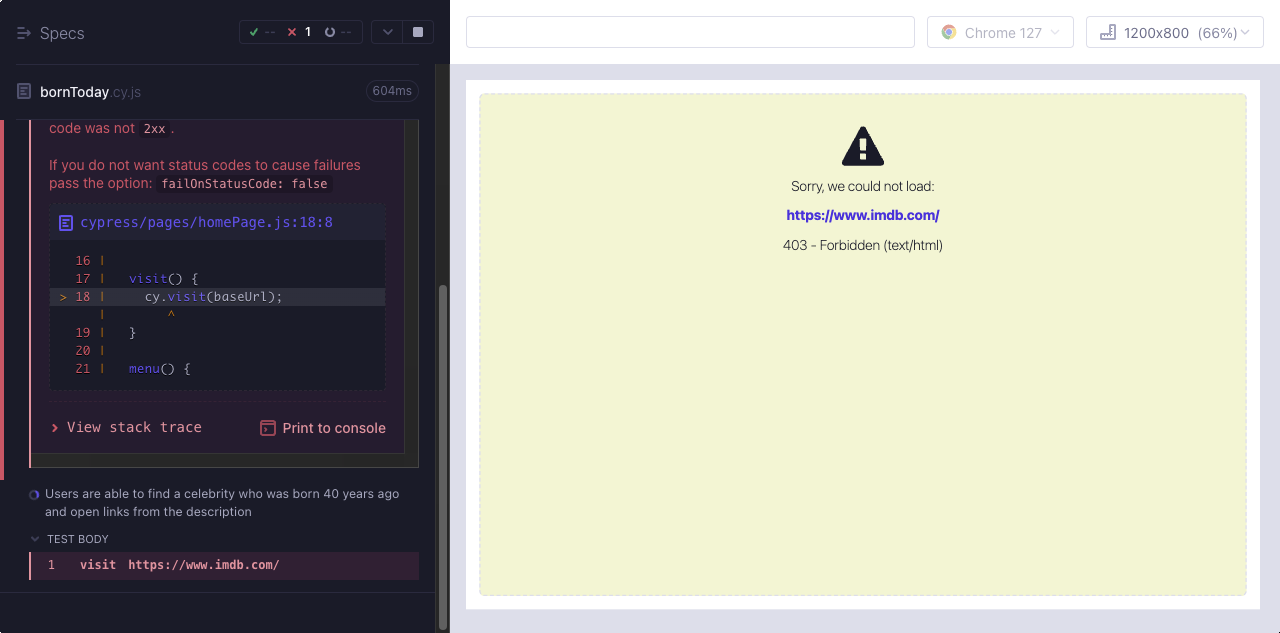 Specs
-- 1 --
Chrome 127
1200x800 (66%)
bornToday cy.js
604ms
code was not 2xx .
If you do not want status codes to cause failures
pass the option: failOnStatusCode: false
cypress/pages/homePage.js:18:8
16 |
17 | visit() {
> 18 | cy.visit(baseUrl);
| ^
19 | }
20 |
21 | menu() {
View stack trace
Print to console
Users are able to find a celebrity who was born 40 years ago
and open links from the description
TEST BODY
1 visit https://www.imdb.com/
Sorry, we could not load:
https://www.imdb.com/
403 - Forbidden (text/html)